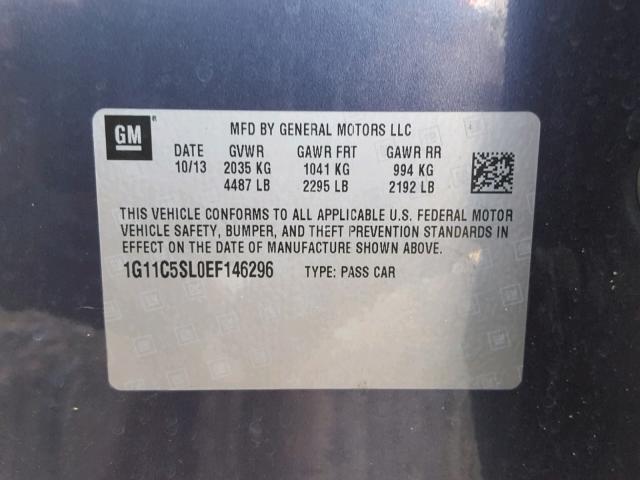 GM
MFD BY GENERAL MOTORS LLC
DATE GVWR GAWR FRT GAWR RR
10/13 2035 KG 1041 KG 994 KG
4487 LB 2295 LB 2192 LB
THIS VEHICLE CONFORMS TO ALL APPLICABLE U.S. FEDERAL MOTOR
VEHICLE SAFETY, BUMPER, AND THEFT PREVENTION STANDARDS IN
EFFECT ON THE DATE OF MANUFACTURE SHOWN ABOVE.
1G11C5SL0EF146296 TYPE: PASS CAR